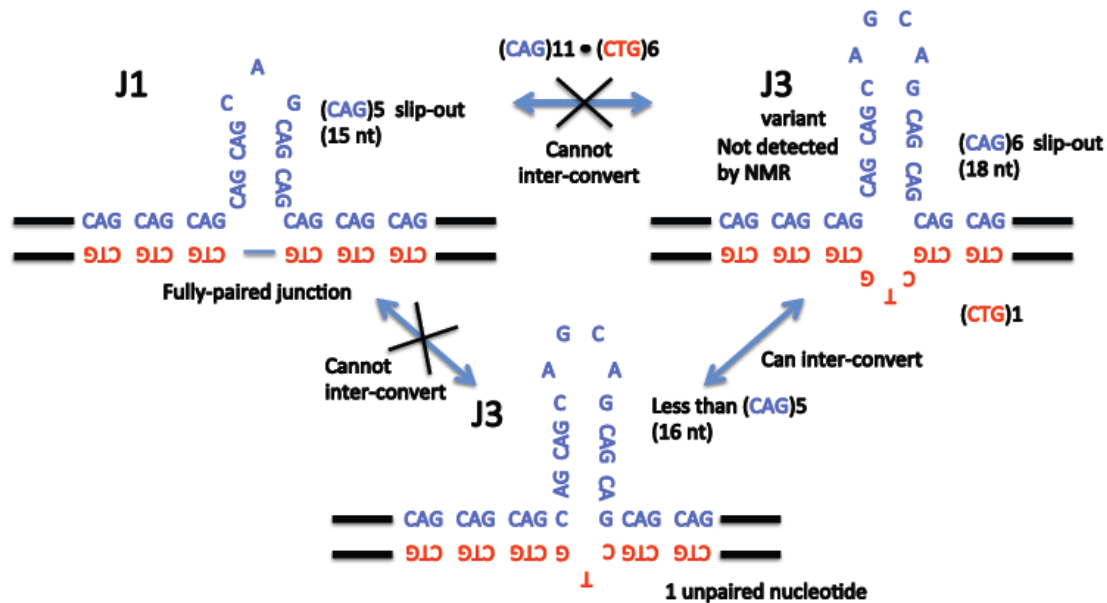 J1
A
C G
CAG CAG
CAG CAG
(CAG)5 slip-out
(15 nt)
CAG CAG CAG CAG CAG CAG
CTG CTG CTG CTG CTG CTG
Fully-paired junction
(CAG)11 • (CTG)6
Cannot
inter-convert
J3
variant
Not detected
by NMR
G C
A A
C G
CAG CAG
CAG CAG
(CAG)6 slip-out
(18 nt)
CAG CAG CAG CAG CAG
CTG CTG CTG CTG CTG
G T C
(CTG)1
Cannot
inter-convert
Can inter-convert
J3
G C
A A
C G
AG CAG
CAG CA
Less than (CAG)5
(16 nt)
CAG CAG CAG C G CAG CAG
CTG CTG CTG G C CTG CTG
T
1 unpaired nucleotide